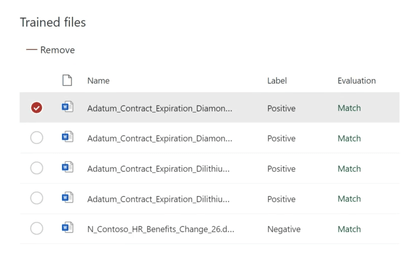 Trained files
— Remove
Name Label Evaluation
Adatum_Contract_Expiration_Diamon... Positive Match
Adatum_Contract_Expiration_Diamon... Positive Match
Adatum_Contract_Expiration_Dilithiu... Positive Match
Adatum_Contract_Expiration_Dilithiu... Positive Match
N_Contoso_HR_Benefits_Change_26.d... Negative Match